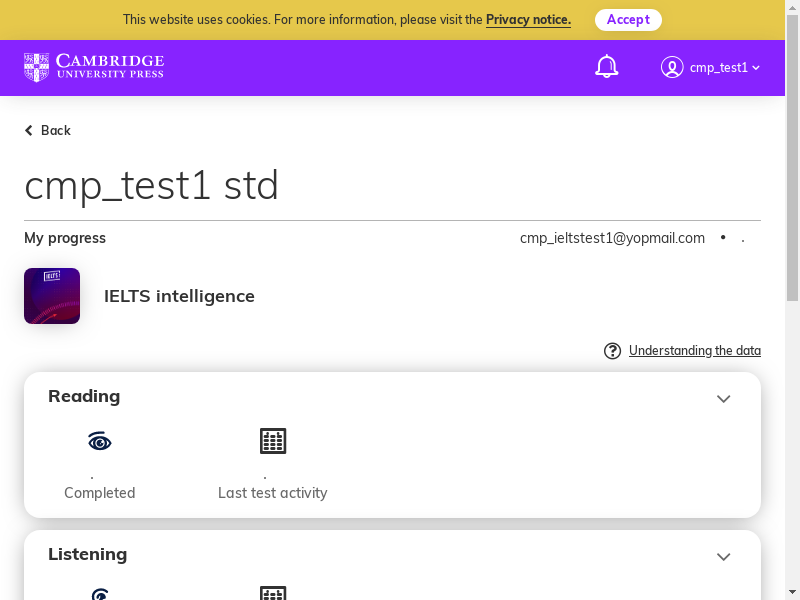 This website uses cookies. For more information, please visit the Privacy notice. Accept
CAMBRIDGE
UNIVERSITY PRESS
cmp_test1
Back
cmp_test1 std
My progress
cmp_ieltstest1@yopmail.com • .
IELTS
IELTS intelligence
Understanding the data
Reading
. .
Completed Last test activity
Listening